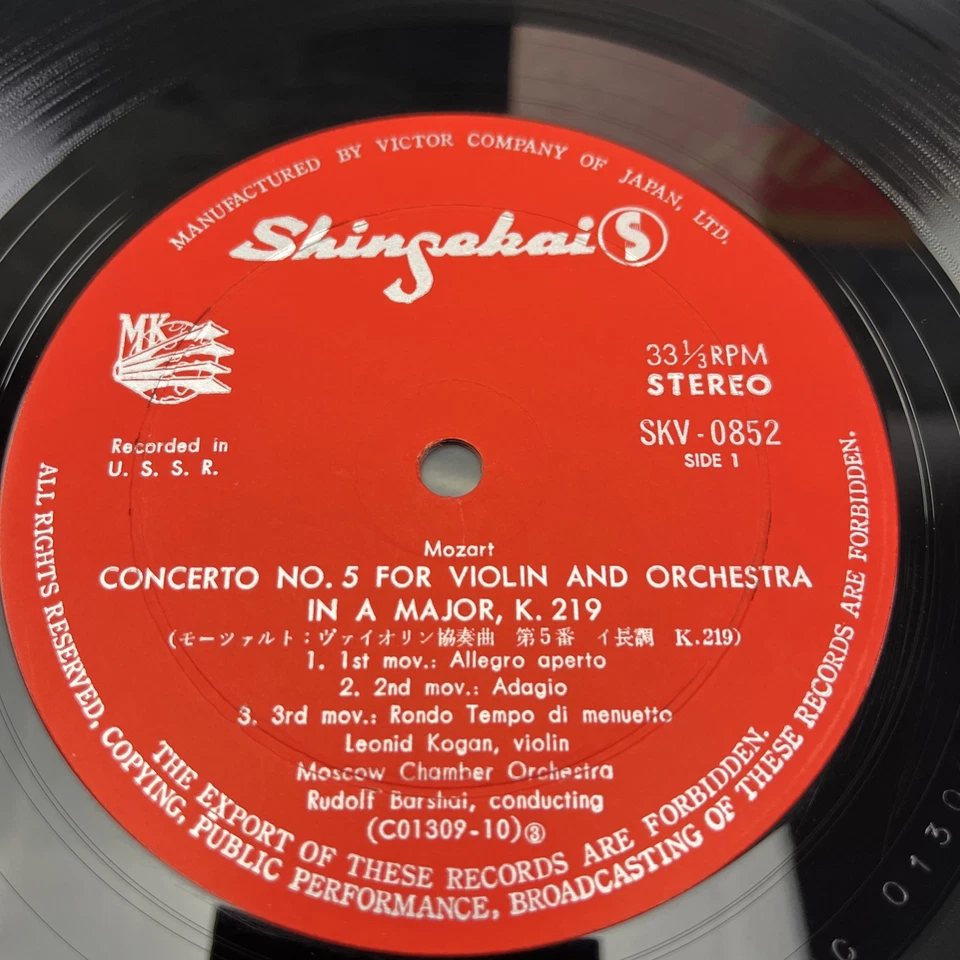 MANUFACTURED BY VICTOR COMPANY OF JAPAN, LTD.
Shinsekai S
MK
33⅓RPM
STEREO
SKV-0852
SIDE 1
Recorded in
U. S. S. R.
Mozart
CONCERTO NO. 5 FOR VIOLIN AND ORCHESTRA
IN A MAJOR, K. 219
(モーツァルト：ヴァイオリン協奏曲 第5番 イ長調 K.219)
1. 1st mov.: Allegro aperto
2. 2nd mov.: Adagio
3. 3rd mov.: Rondo Tempo di menuetto
Leonid Kogan, violin
Moscow Chamber Orchestra
Rudolf Barshai, conducting
(C01309-10)③
THE EXPORT OF THESE RECORDS ARE FORBIDDEN.
ALL RIGHTS RESERVED, COPYING, PUBLIC PERFORMANCE, BROADCASTING OF THESE RECORDS ARE FORBIDDEN.
C 0130